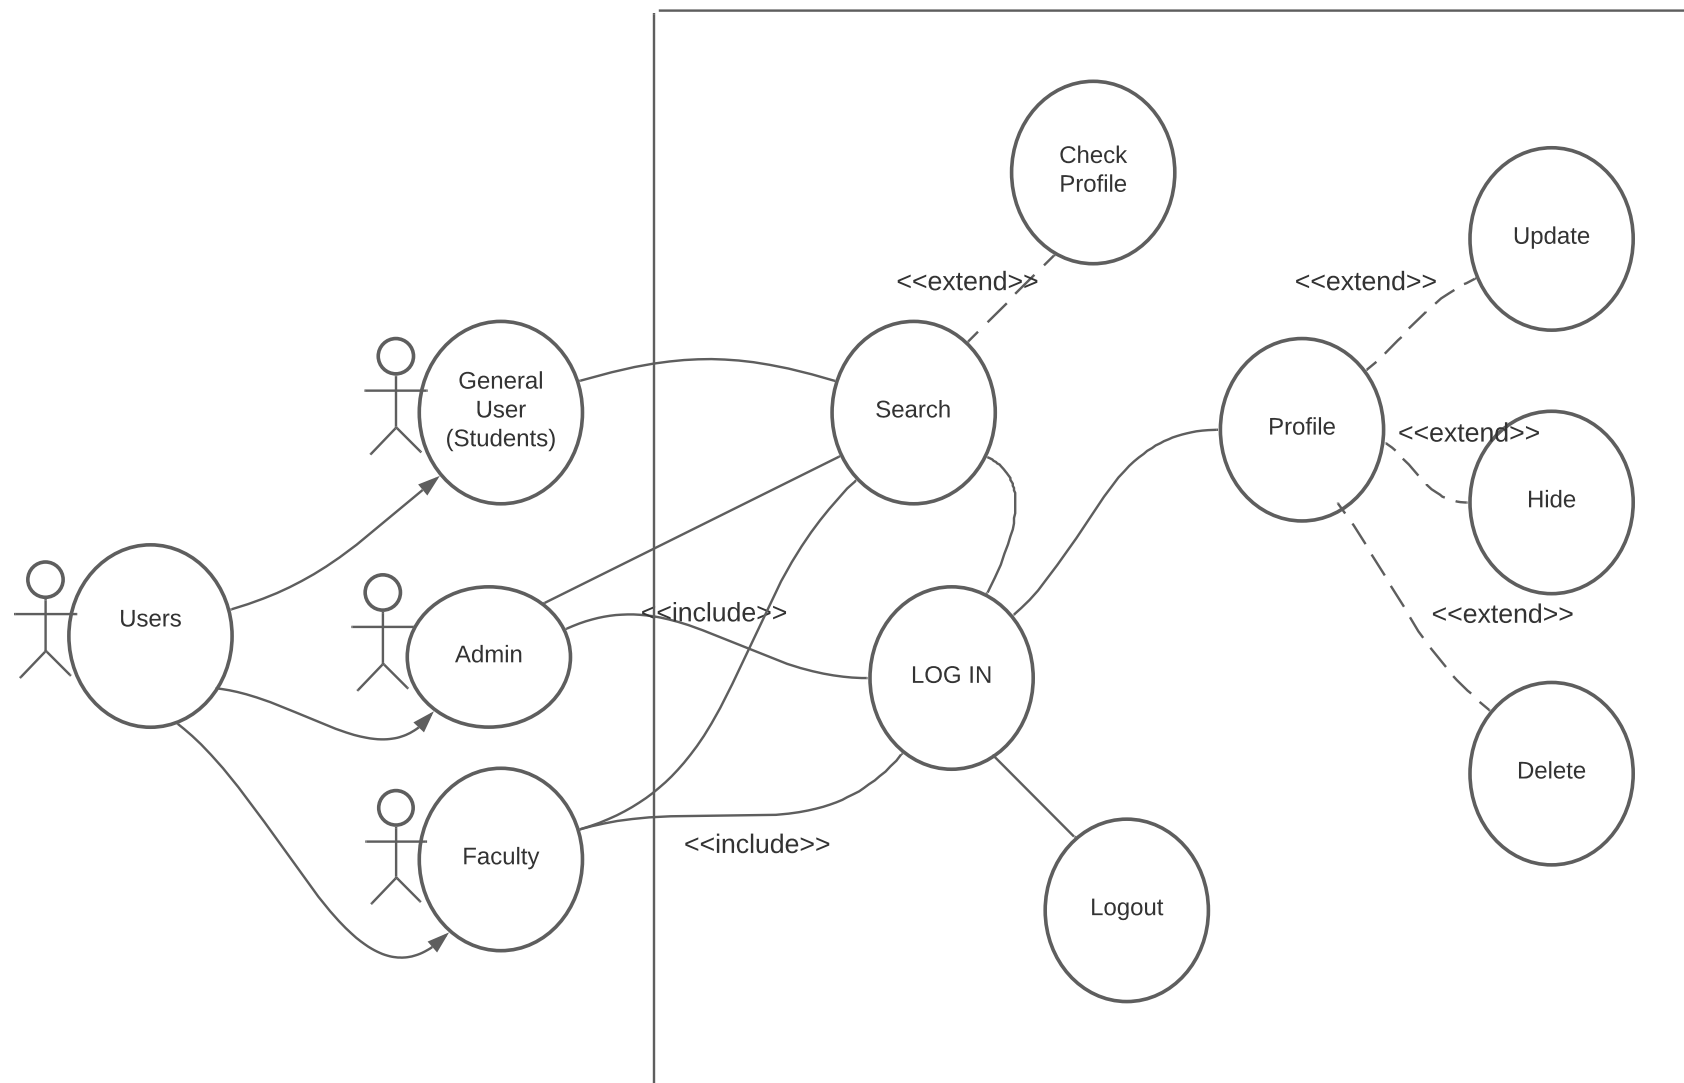 Check
Profile
Update
<<extend>>
<<extend>>
General
User
(Students)
Search
Profile
<<extend>>
Hide
Users
<<include>>
<<extend>>
Admin
LOG IN
Delete
Faculty
<<include>>
Logout